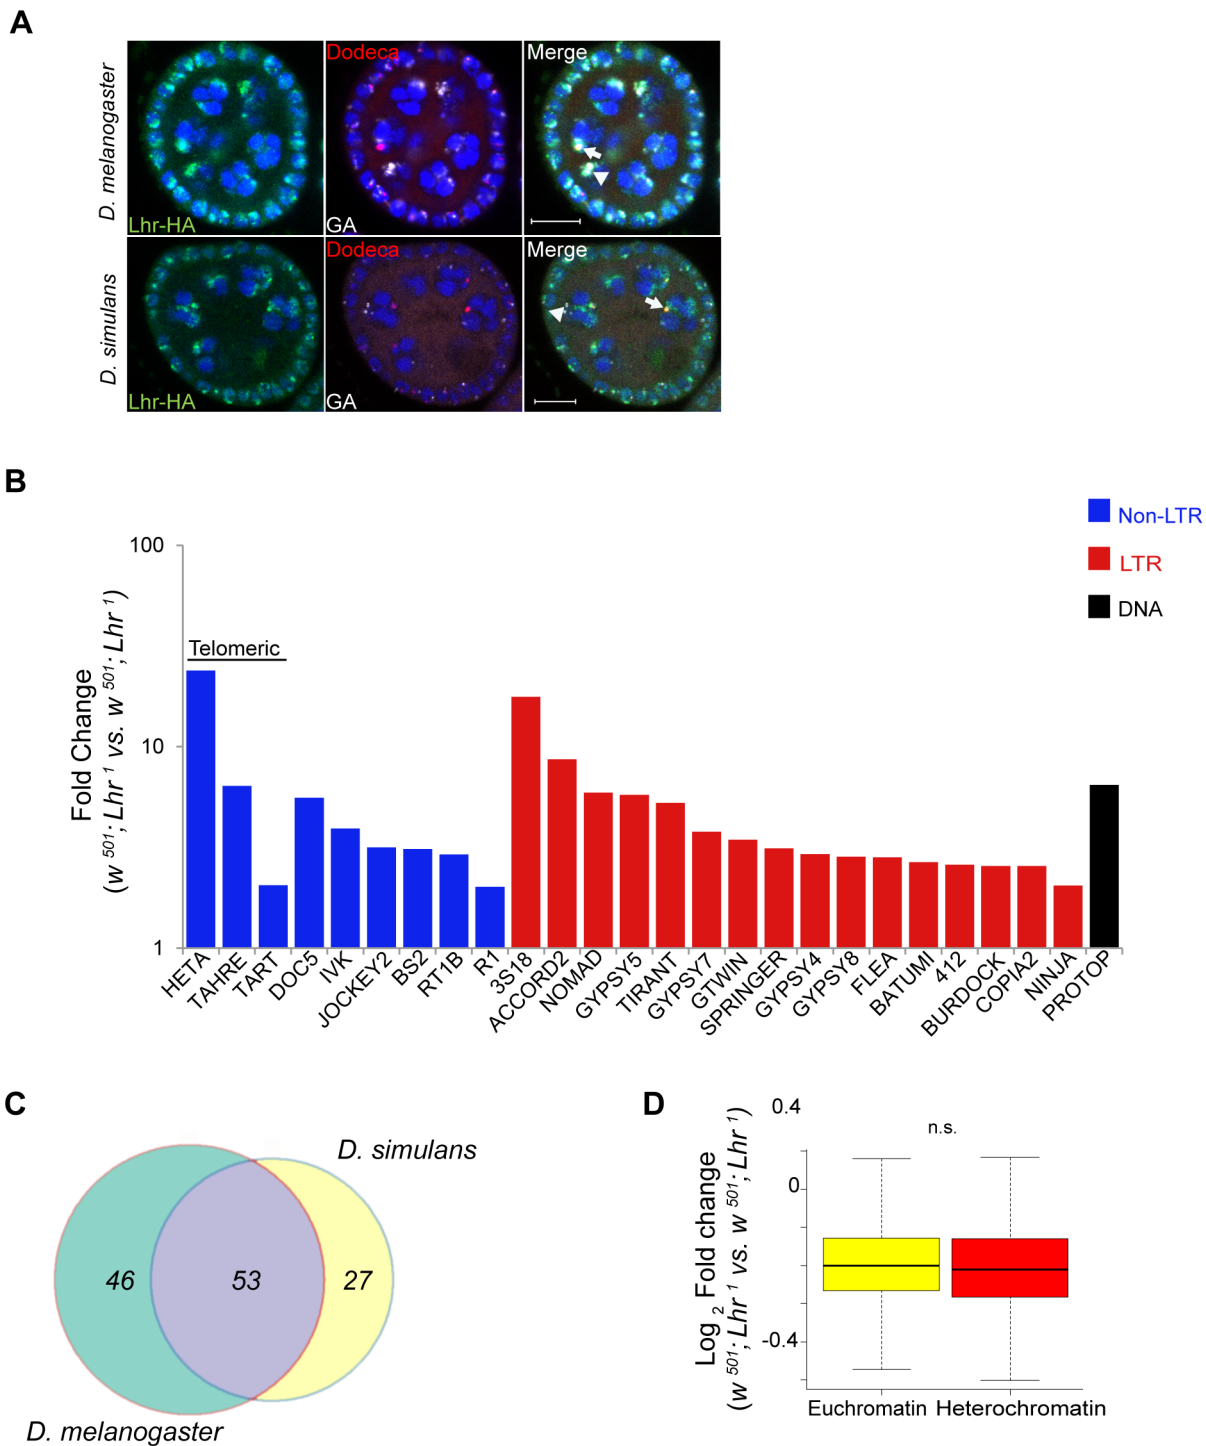 A
D. melanogaster
Lhr-HA
Dodeca
GA
Merge
D. simulans
Lhr-HA
Dodeca
GA
Merge
B
Non-LTR
LTR
DNA
Fold Change
(w 501; Lhr 1 vs. w 501; Lhr 1)
100
10
1
Telomeric
HETA
TAHRE
TART
DOC5
IVK
JOCKEY2
BS2
RT1B
R1
3S18
ACCORD2
NOMAD
GYPSY5
TIRANT
GYPSY7
GTWIN
SPRINGER
GYPSY4
GYPSY8
FLEA
BATUMI
412
BURDOCK
COPIA2
NINJA
PROTOP
C
D. simulans
46
53
27
D. melanogaster
D
Log 2 Fold change
(w 501; Lhr 1 vs. w 501; Lhr 1)
0.4
0
-0.4
n.s.
Euchromatin
Heterochromatin